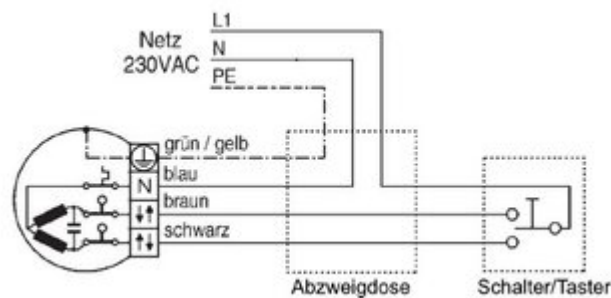 L1
Netz
230VAC
N
PE
grün / gelb
blau
N
braun
schwarz
Abzweigdose
Schalter/Taster